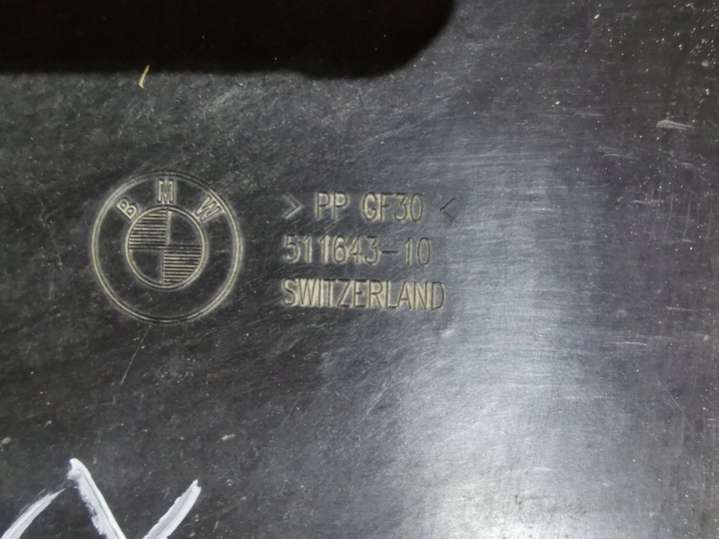 BMW
> PP GF30 <
511643-10
SWITZERLAND